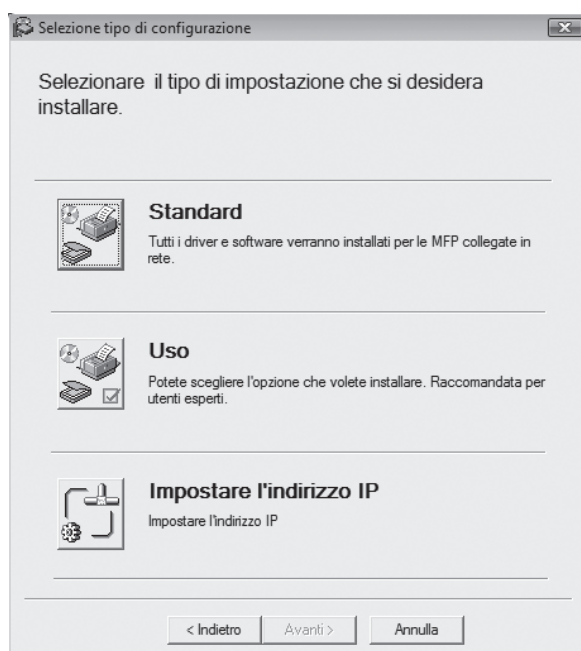 Selezione tipo di configurazione
Selezionare il tipo di impostazione che si desidera
installare.
Standard
Tutti i driver e software verranno installati per le MFP collegate in
rete.
Uso
Potete scegliere l'opzione che volete installare. Raccomandata per
utenti esperti.
Impostare l'indirizzo IP
Impostare l'indirizzo IP
< Indietro
Avanti >
Annulla